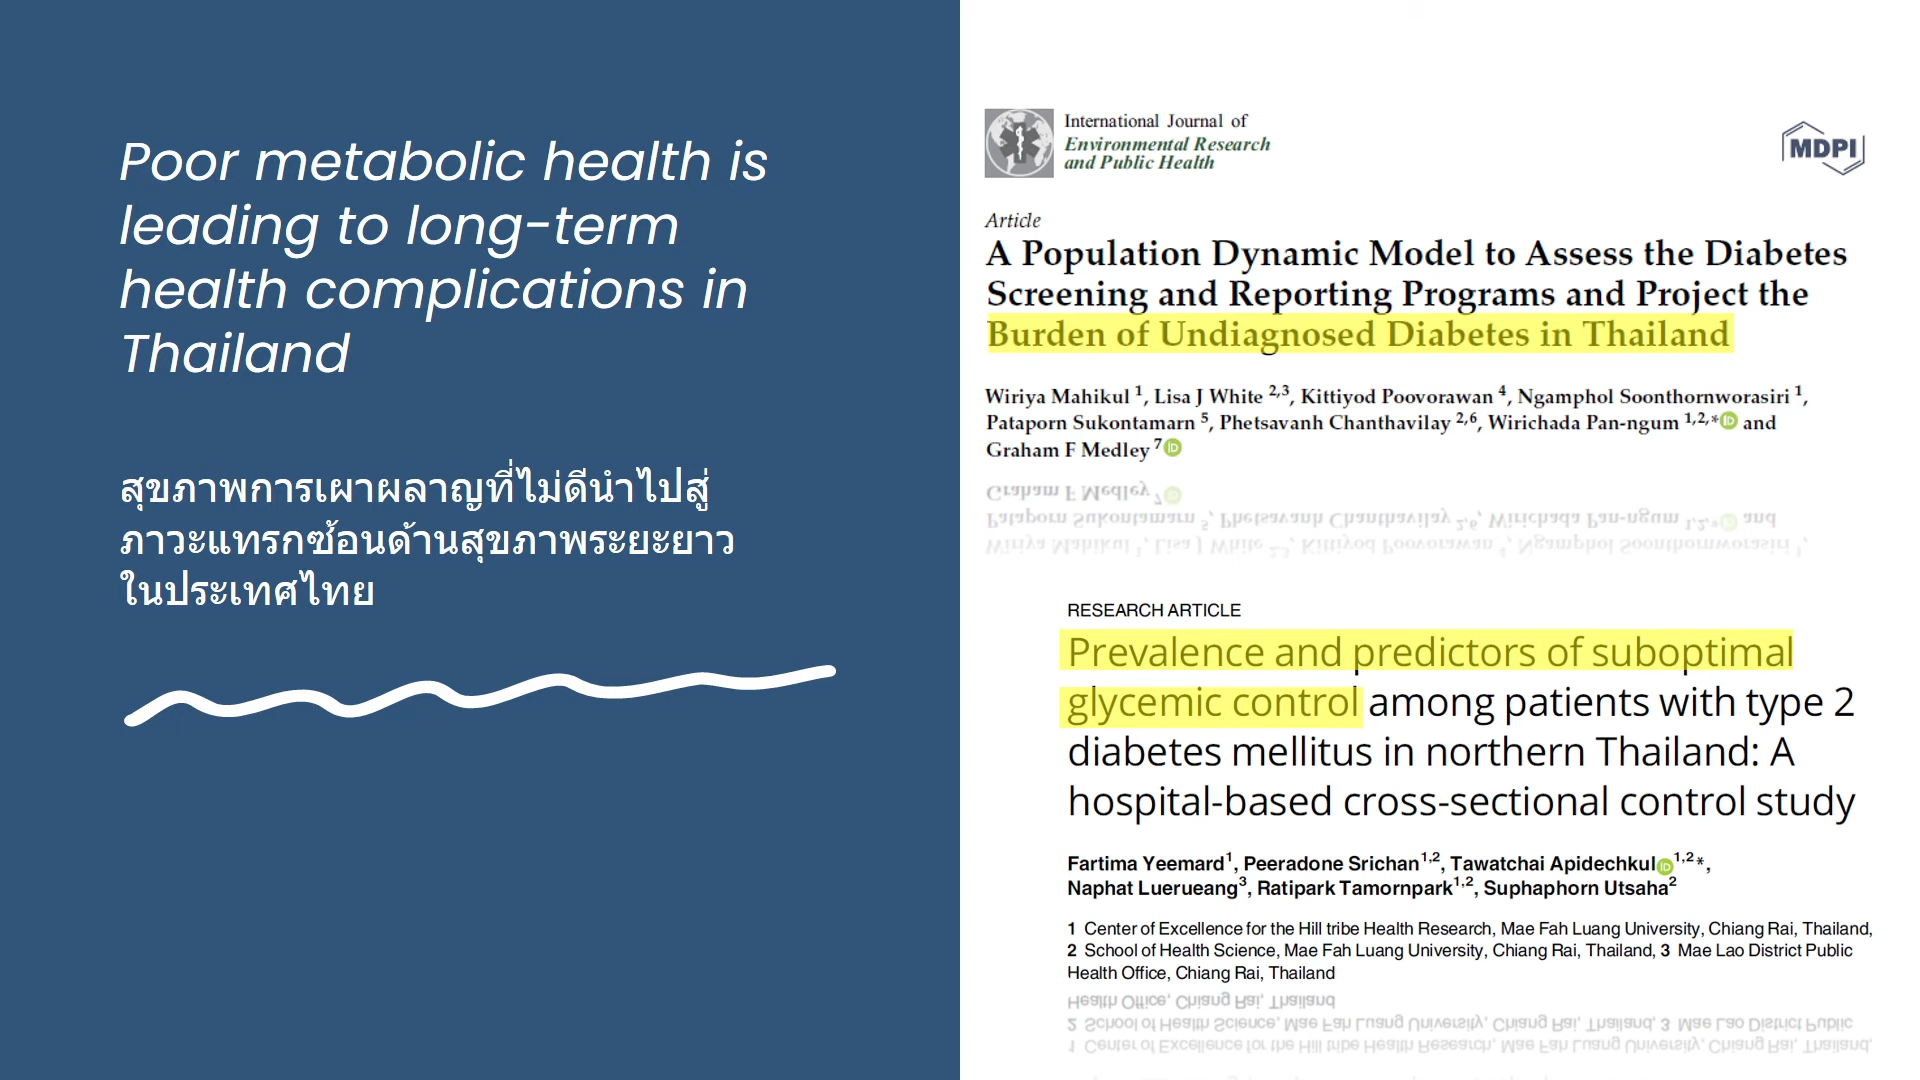 Poor metabolic health is
leading to long-term
health complications in
Thailand
สุขภาพการเผาผลาญที่ไม่ดีนำไปสู่
ภาวะแทรกซ้อนด้านสุขภาพระยะยาว
ในประเทศไทย
International Journal of
Environmental Research
and Public Health
MDPI
Article
A Population Dynamic Model to Assess the Diabetes
Screening and Reporting Programs and Project the
Burden of Undiagnosed Diabetes in Thailand
Wiriya Mahikul 1, Lisa J White 2,3, Kittiyod Poovorawan 4, Ngamphol Soonthornworasiri 1,
Pataporn Sukontamarn 5, Phetsavanh Chanthavilay 2,6, Wirichada Pan-ngum 1,2,* iD and
Graham F Medley 7 iD
RESEARCH ARTICLE
Prevalence and predictors of suboptimal
glycemic control among patients with type 2
diabetes mellitus in northern Thailand: A
hospital-based cross-sectional control study
Fartima Yeemard1, Peeradone Srichan1,2, Tawatchai Apidechkul iD 1,2*,
Naphat Luerueang3, Ratipark Tamornpark1,2, Suphaphorn Utsaha2
1 Center of Excellence for the Hill tribe Health Research, Mae Fah Luang University, Chiang Rai, Thailand,
2 School of Health Science, Mae Fah Luang University, Chiang Rai, Thailand, 3 Mae Lao District Public
Health Office, Chiang Rai, Thailand